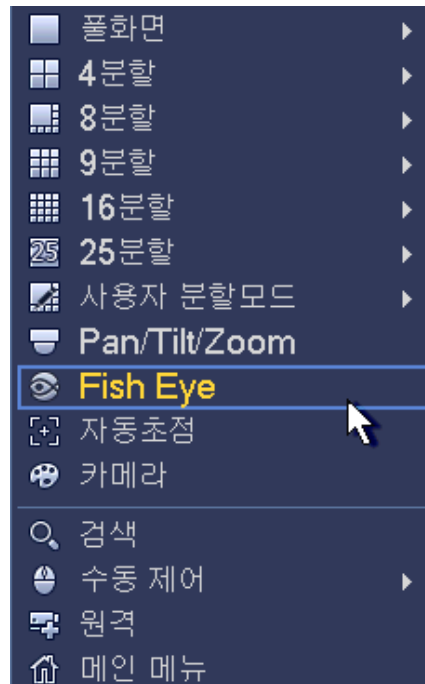 풀화면
4분할
8분할
9분할
16분할
25 25분할
사용자 분할모드
Pan/Tilt/Zoom
Fish Eye
자동초점
카메라
검색
수동 제어
원격
메인 메뉴